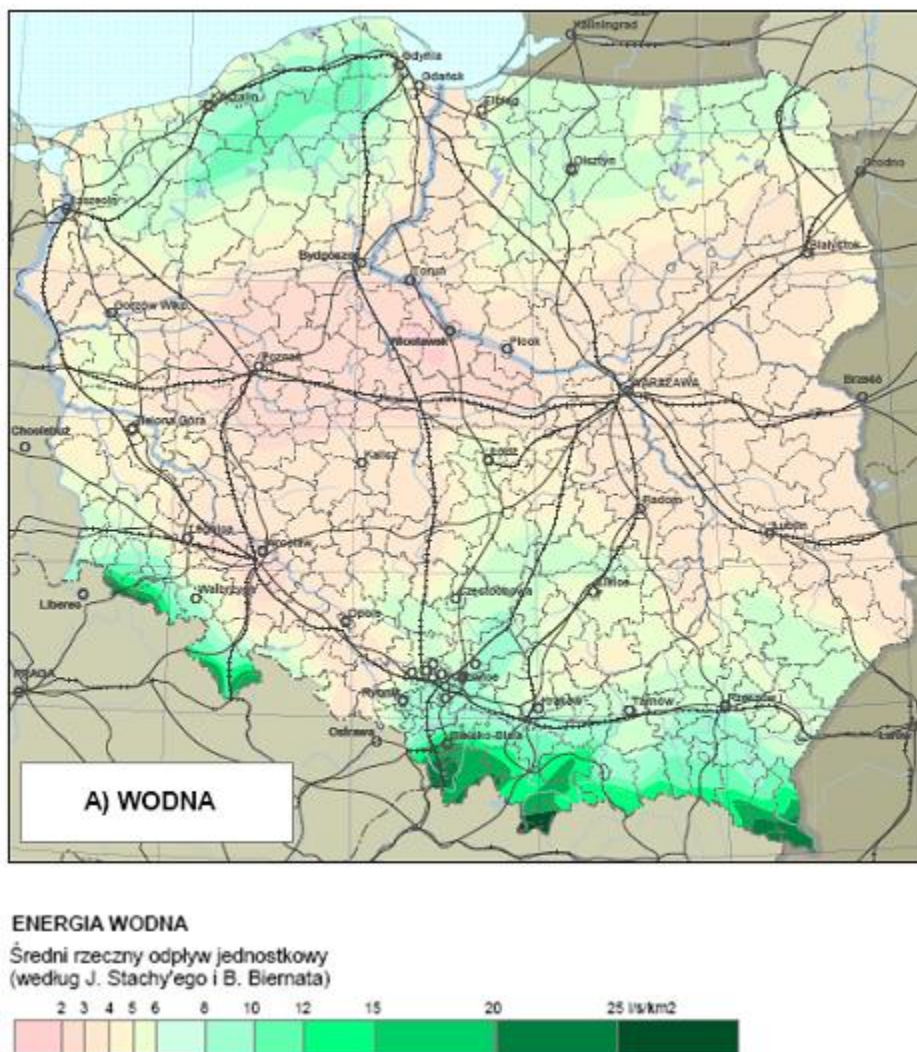 Kaliningrad
Gdynia
Gdańsk
Elbląg
Olsztyn
Grodno
Białystok
Bydgoszcz
Toruń
Gorzów Wlkp.
Włocławek
Płock
Poznań
WARSZAWA
Brześć
Zielona Góra
Chociebuż
Kalisz
Łódź
Radom
Lublin
Legnica
Wrocław
Wałbrzych
Liberec
Częstochowa
Kielce
Opole
PRAGA
Katowice
Rybnik
Kraków
Tarnów
Rzeszów
Ostrawa
Bielsko-Biała
Lwów
A) WODNA
ENERGIA WODNA
Średni rzeczny odpływ jednostkowy
(według J. Stachy'ego i B. Biernata)
2 3 4 5 6 8 10 12 15 20 25 l/s/km2